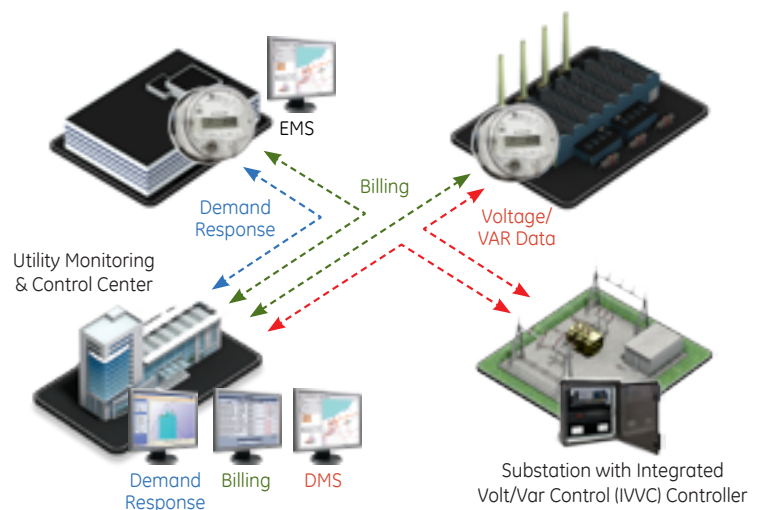 EMS
Billing
Demand
Response
Voltage/
VAR Data
Utility Monitoring
& Control Center
Demand
Response
Billing
DMS
Substation with Integrated
Volt/Var Control (IVVC) Controller